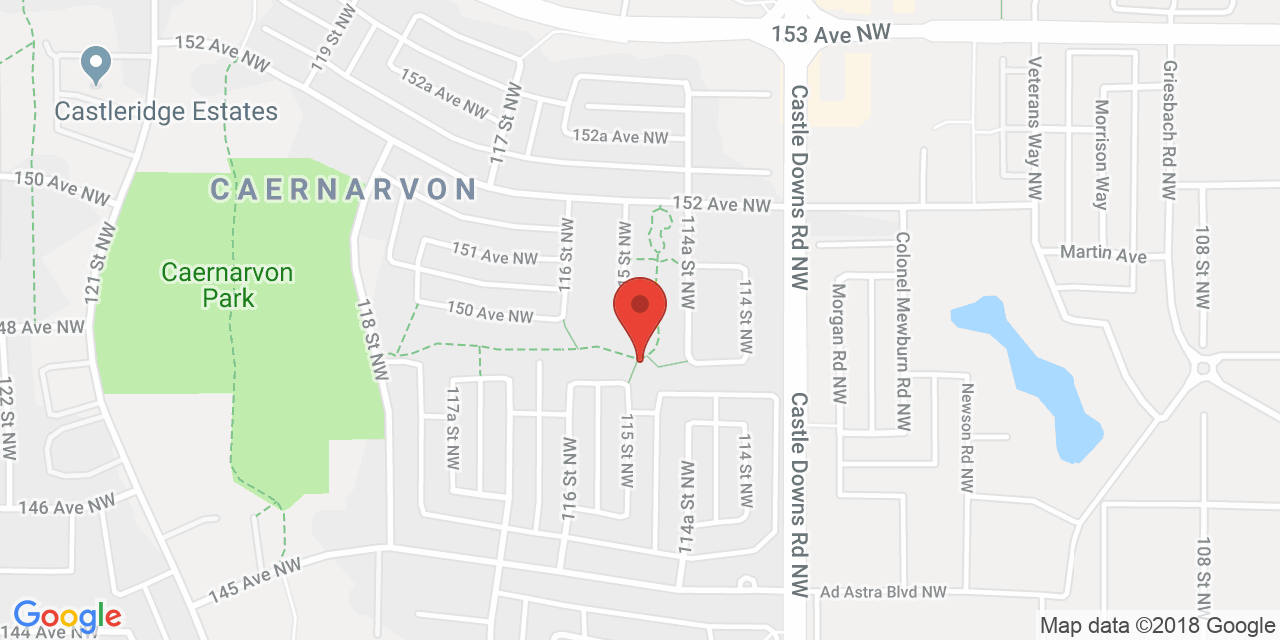 153 Ave NW
119 St NW
152 Ave NW
Castleridge Estates
152a Ave NW
117 St NW
152a Ave NW
Castle Downs Rd NW
Veterans Way NW
Morrison Way
Griesbach Rd NW
150 Ave NW
CAERNARVON
152 Ave NW
121 St NW
Caernarvon
Park
151 Ave NW
116 St NW
St NW
114a St NW
Colonel Mewburn Rd NW
Martin Ave
108 St NW
118 St NW
150 Ave NW
114 St NW
Morgan Rd NW
48 Ave NW
122 St NW
117a St NW
116 St NW
115 St NW
114a St NW
114 St NW
Castle Downs Rd NW
Newson Rd NW
146 Ave NW
145 Ave NW
108 St NW
Ad Astra Blvd NW
Google
144 Ave NW
Map data ©2018 Google